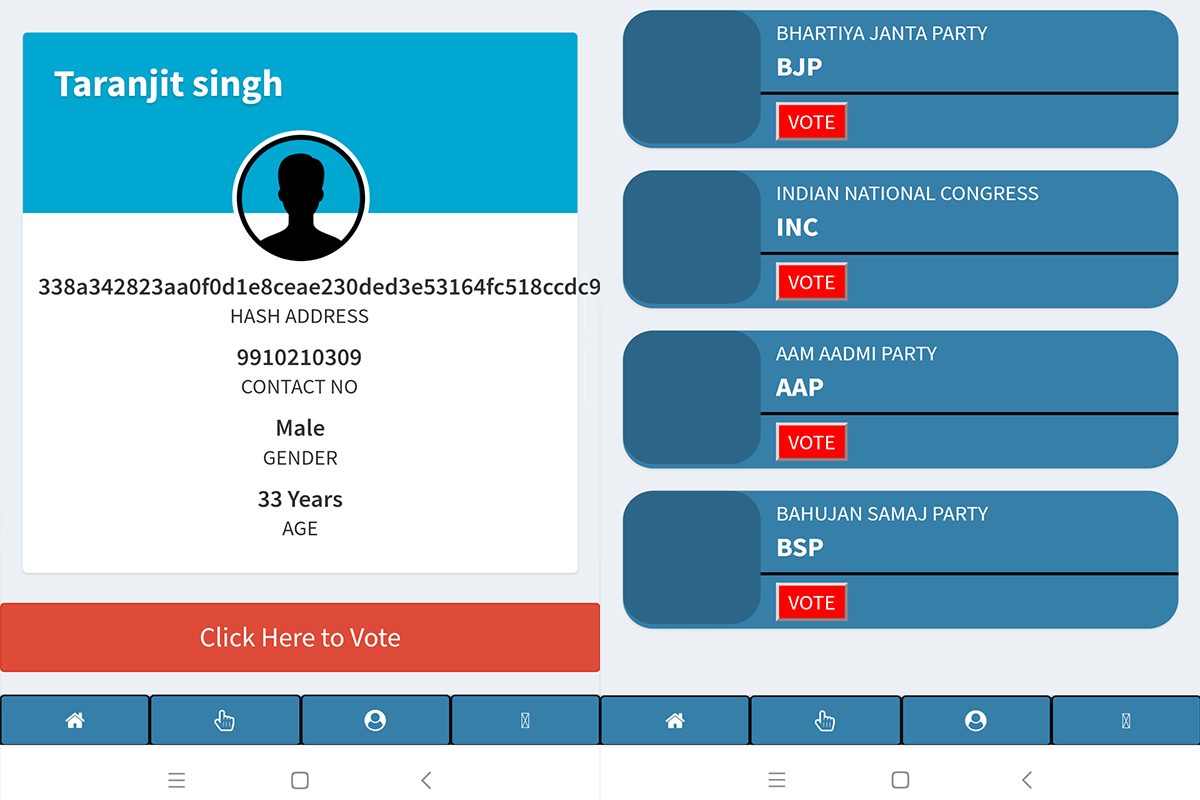 Taranjit singh
338a342823aa0f0d1e8ceae230ded3e53164fc518ccdc9
HASH ADDRESS
9910210309
CONTACT NO
Male
GENDER
33 Years
AGE
Click Here to Vote
BHARTIYA JANTA PARTY
BJP
VOTE
INDIAN NATIONAL CONGRESS
INC
VOTE
AAM AADMI PARTY
AAP
VOTE
BAHUJAN SAMAJ PARTY
BSP
VOTE